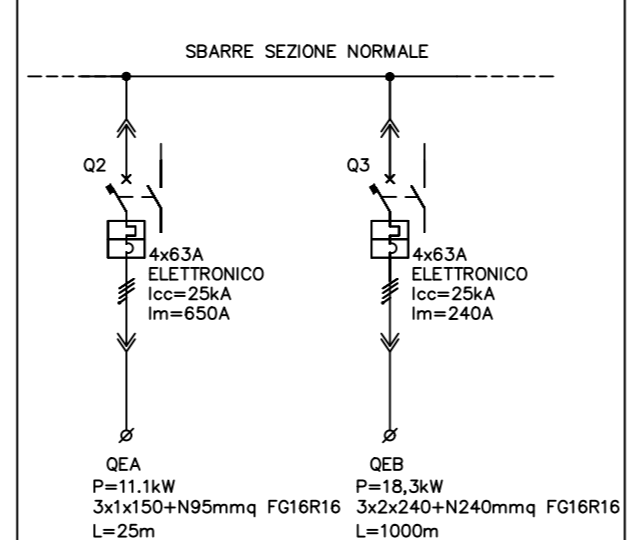 SBARRE SEZIONE NORMALE
Q2
4x63A
ELETTRONICO
Icc=25kA
Im=650A
QEA
P=11.1kW
3x1x150+N95mmq FG16R16
L=25m
Q3
4x63A
ELETTRONICO
Icc=25kA
Im=240A
QEB
P=18,3kW
3x2x240+N240mmq FG16R16
L=1000m